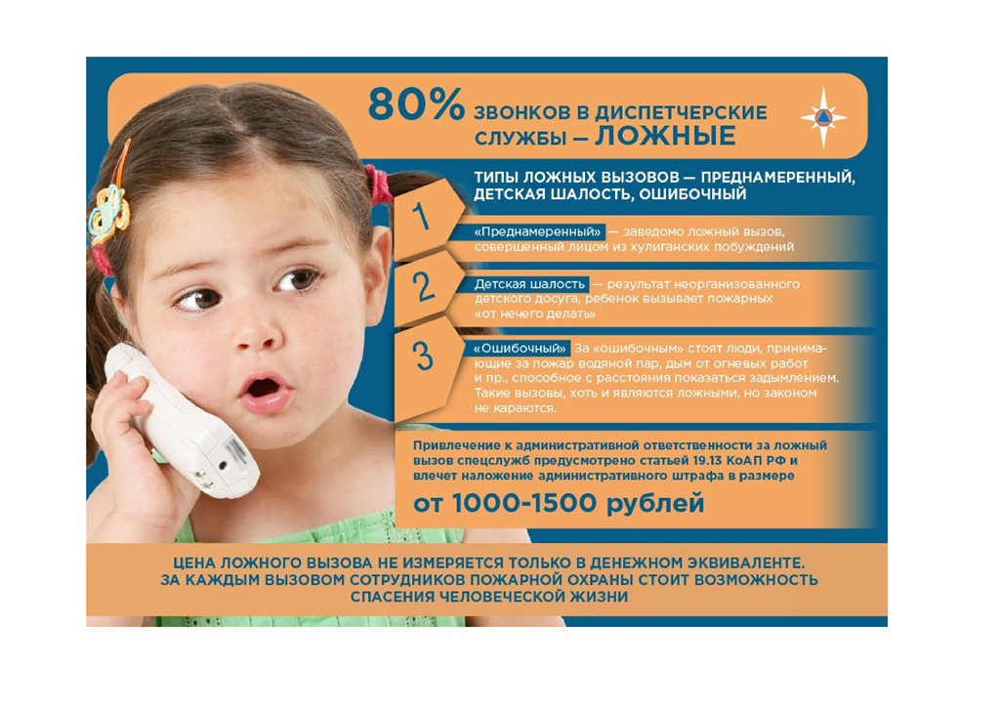 80% ЗВОНКОВ В ДИСПЕТЧЕРСКИЕ
СЛУЖБЫ — ЛОЖНЫЕ
ТИПЫ ЛОЖНЫХ ВЫЗОВОВ — ПРЕДНАМЕРЕННЫЙ,
ДЕТСКАЯ ШАЛОСТЬ, ОШИБОЧНЫЙ
1
«Преднамеренный» — заведомо ложный вызов,
совершенный лицом из хулиганских побуждений
2
Детская шалость — результат неорганизованного
детского досуга, ребенок вызывает пожарных
«от нечего делать»
3
«Ошибочный» За «ошибочным» стоят люди, принима-
ющие за пожар водяной пар, дым от огневых работ
и пр., способное с расстояния показаться задымлением.
Такие вызовы, хоть и являются ложными, но законом
не караются.
Привлечение к административной ответственности за ложный
вызов спецслужб предусмотрено статьей 19.13 КоАП РФ и
влечет наложение административного штрафа в размере
от 1000-1500 рублей
ЦЕНА ЛОЖНОГО ВЫЗОВА НЕ ИЗМЕРЯЕТСЯ ТОЛЬКО В ДЕНЕЖНОМ ЭКВИВАЛЕНТЕ.
ЗА КАЖДЫМ ВЫЗОВОМ СОТРУДНИКОВ ПОЖАРНОЙ ОХРАНЫ СТОИТ ВОЗМОЖНОСТЬ
СПАСЕНИЯ ЧЕЛОВЕЧЕСКОЙ ЖИЗНИ